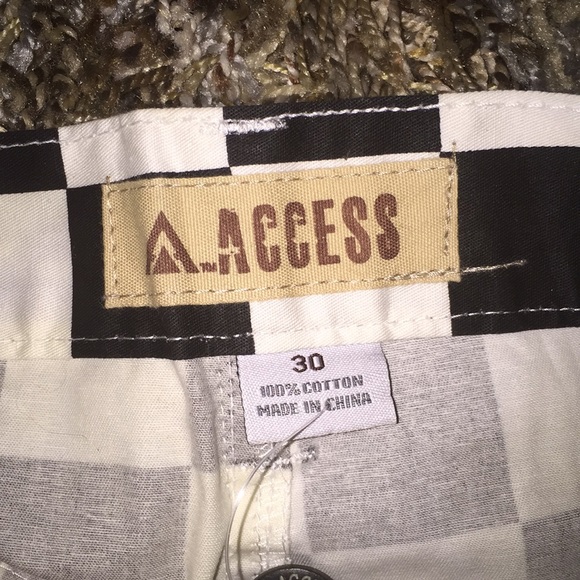 ACCESS
30
100% COTTON
MADE IN CHINA